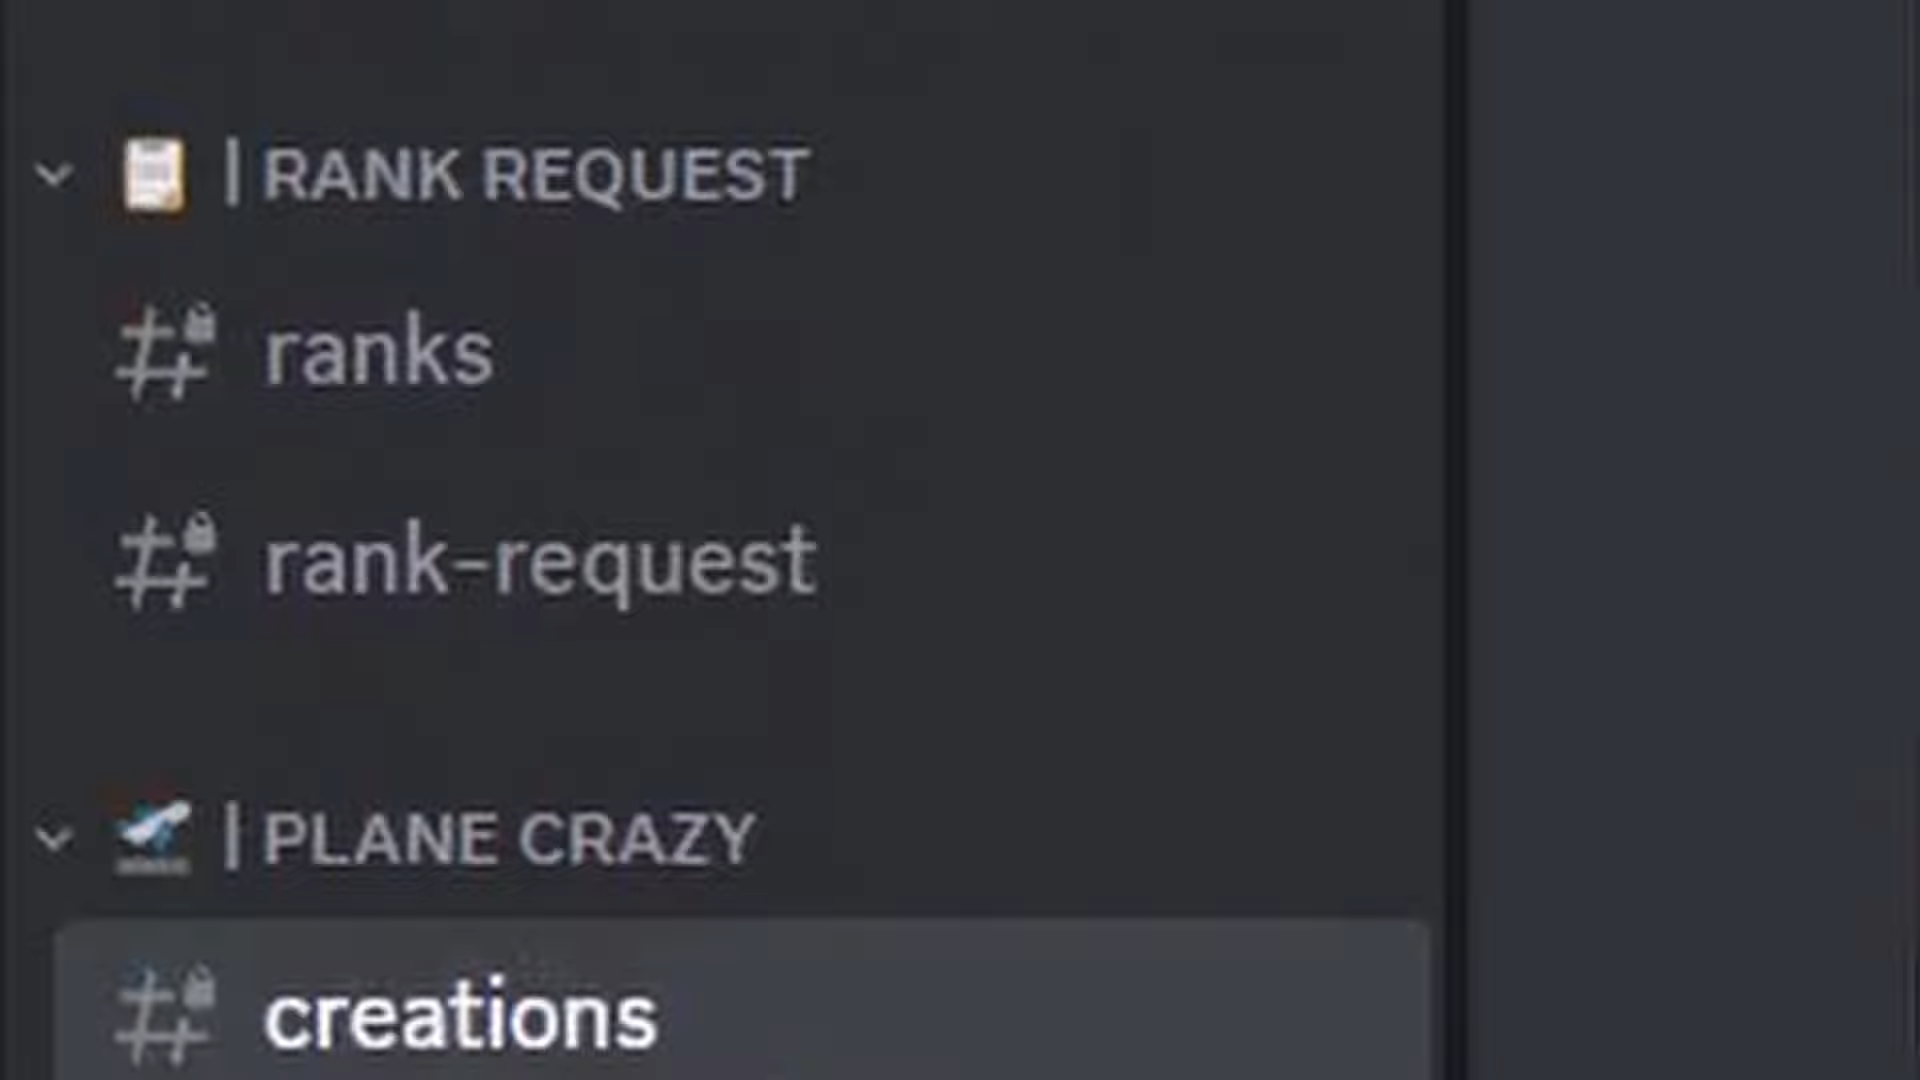 | RANK REQUEST
ranks
rank-request
| PLANE CRAZY
creations